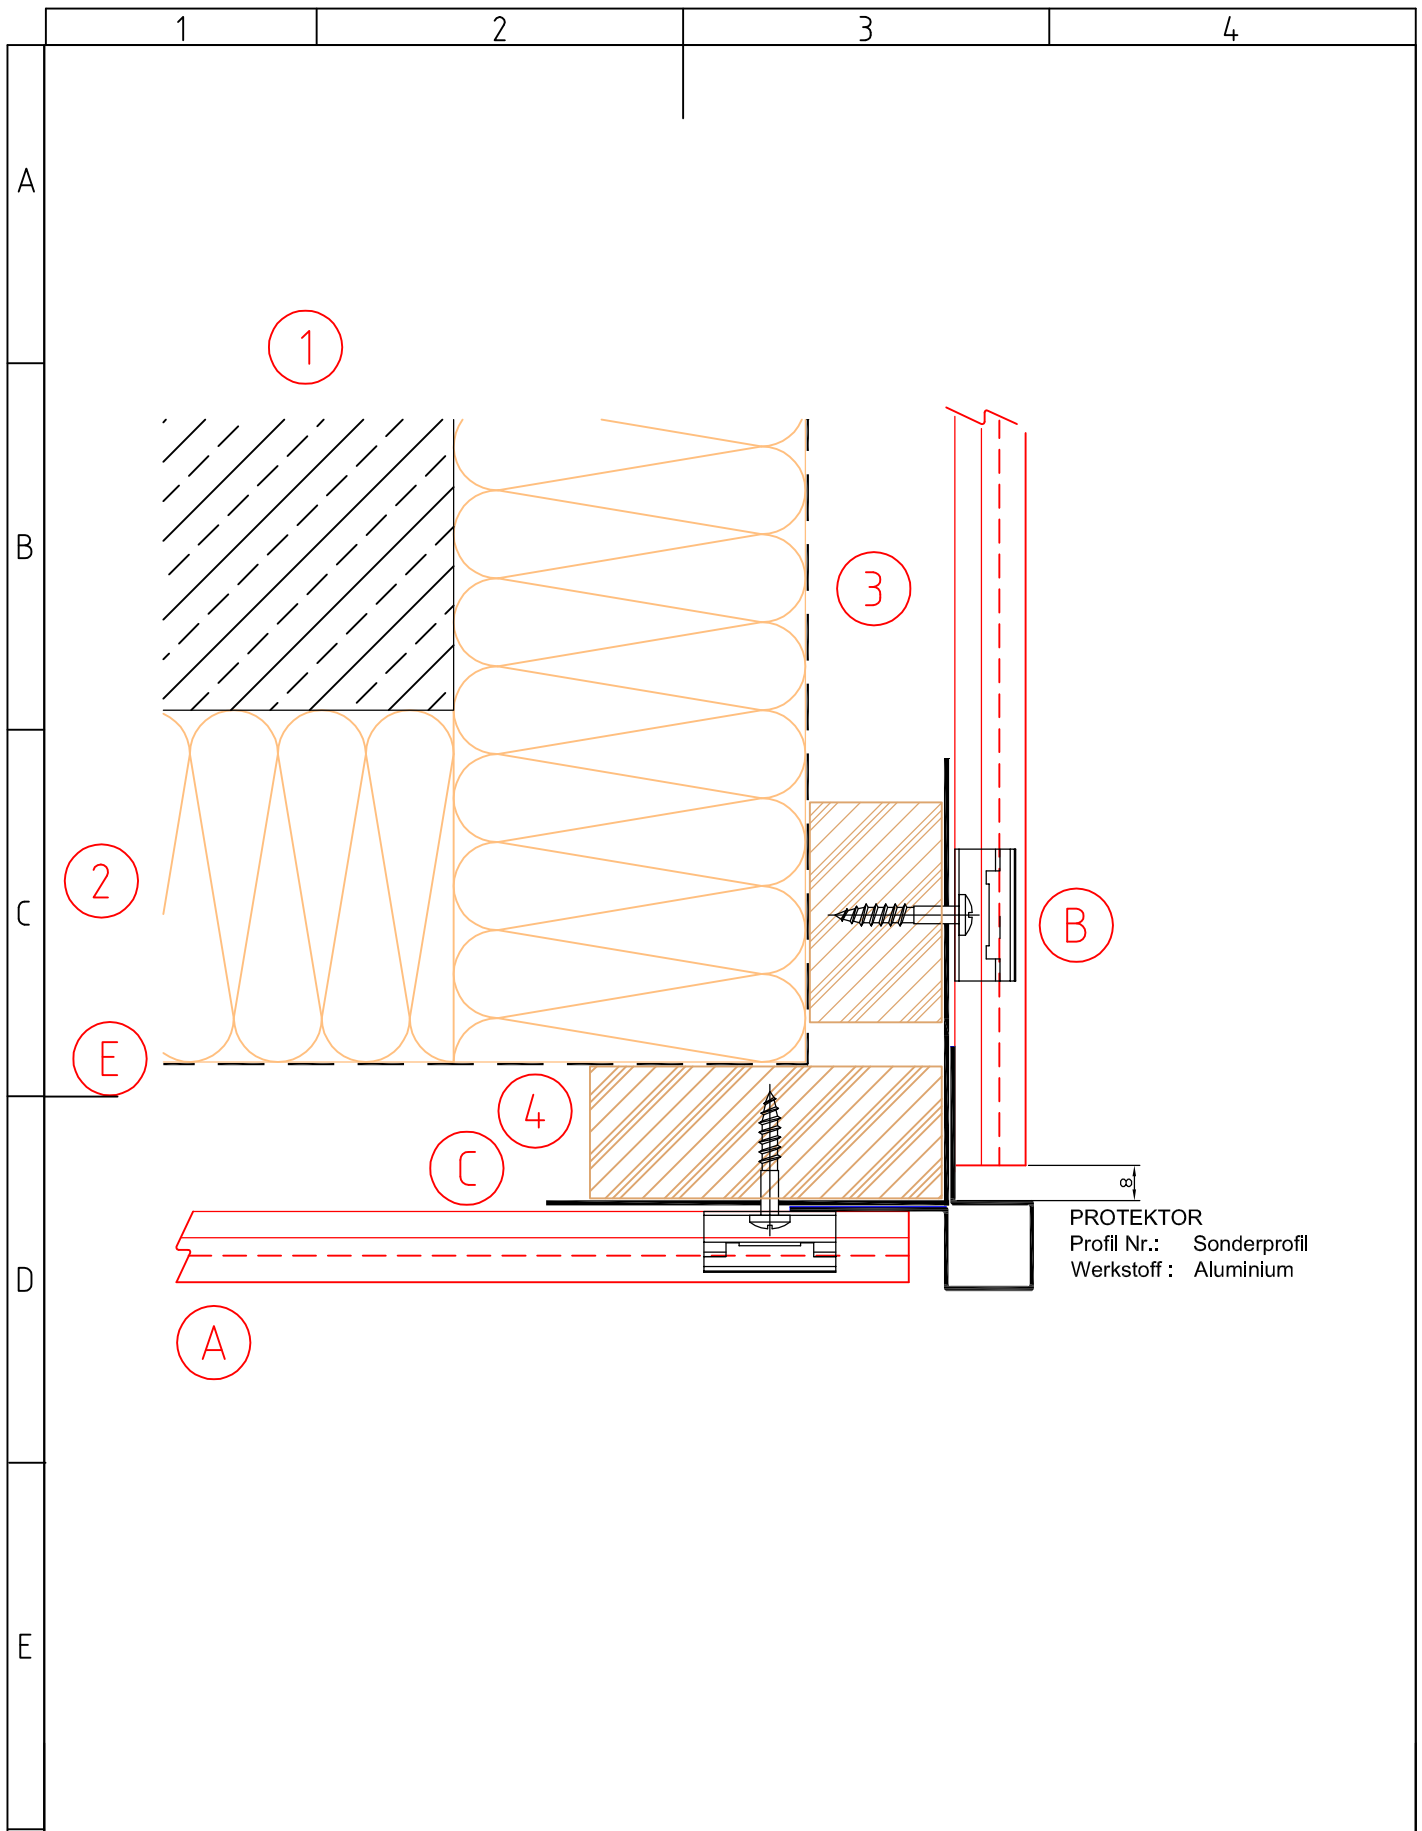 1 2 3 4
A
1
B
3
2
C
B
E
4
C
8
PROTEKTOR
Profil Nr.: Sonderprofil
Werkstoff : Aluminium
D
A
E